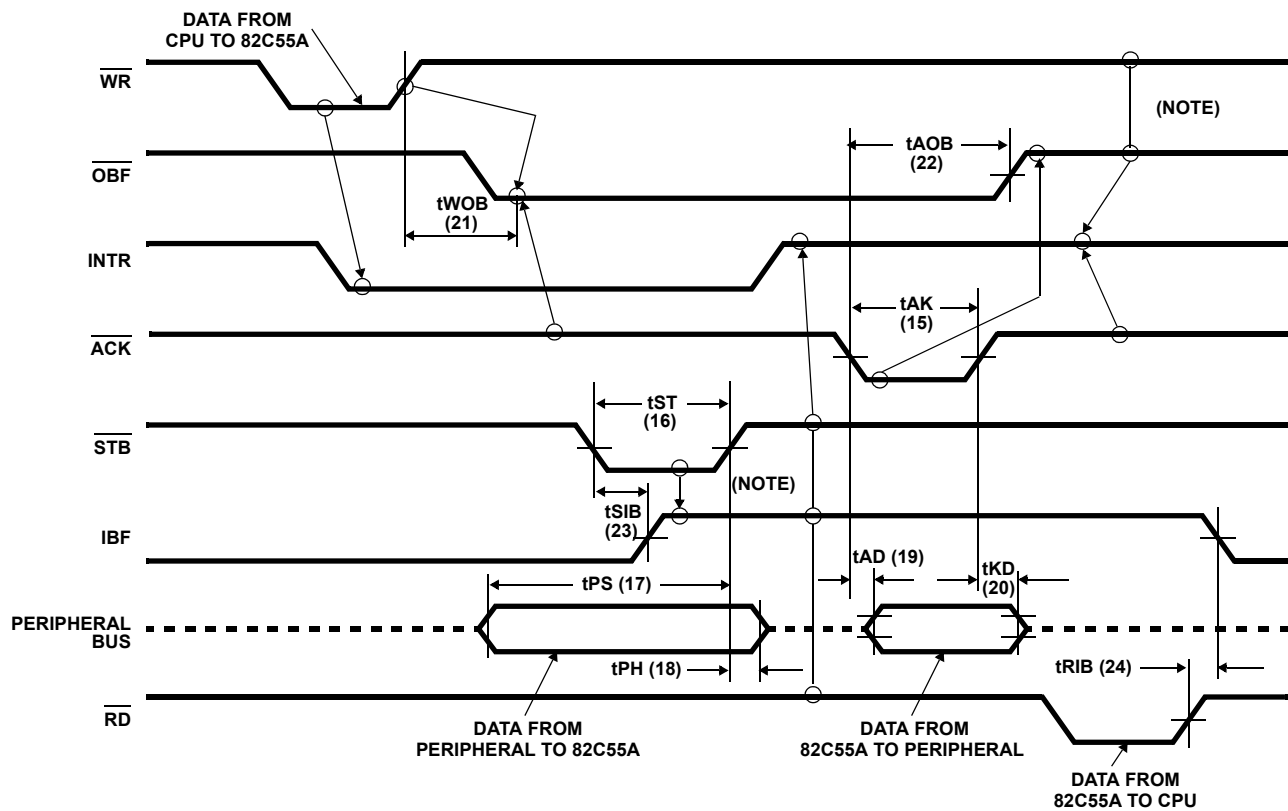 DATA FROM
CPU TO 82C55A
WR
(NOTE)
tAOB
(22)
OBF
tWOB
(21)
INTR
tAK
(15)
ACK
tST
(16)
STB
(NOTE)
tSIB
(23)
IBF
tAD (19)
tKD
(20)
tPS (17)
PERIPHERAL
BUS
tPH (18)
tRIB (24)
RD
DATA FROM
PERIPHERAL TO 82C55A
DATA FROM
82C55A TO PERIPHERAL
DATA FROM
82C55A TO CPU